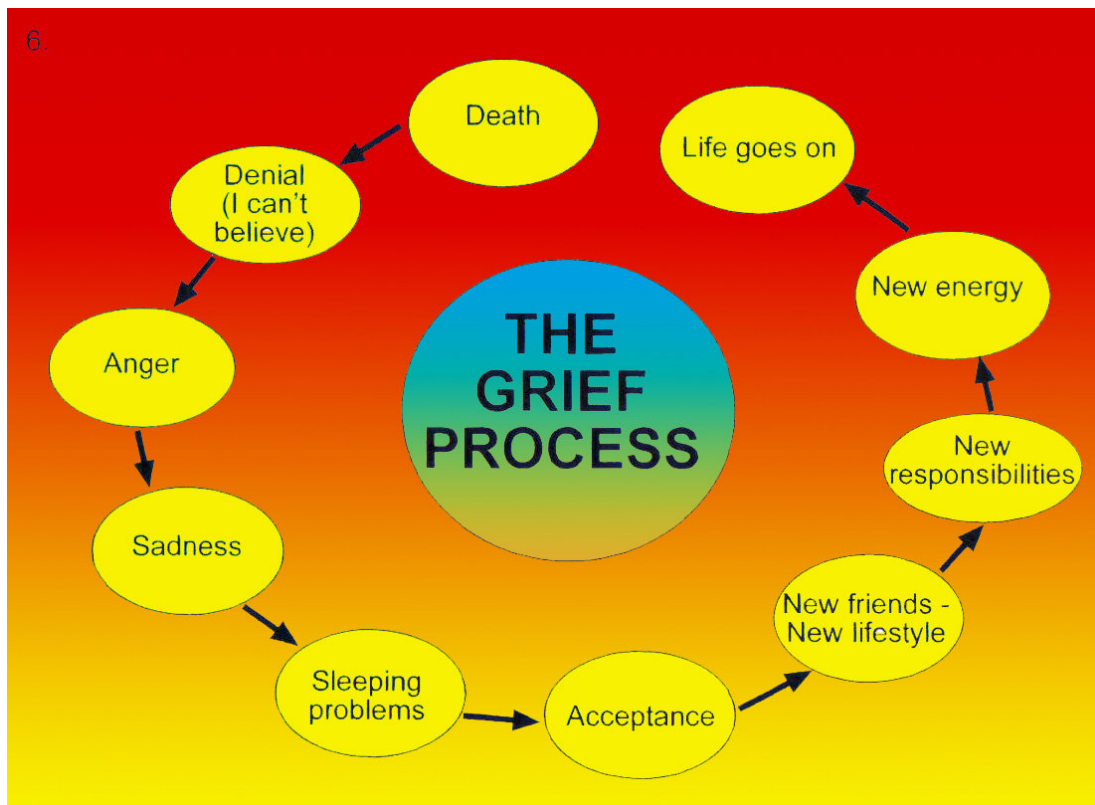 6.
Death
Denial
(I can't
believe)
Anger
Sadness
Sleeping
problems
Acceptance
New friends -
New lifestyle
New
responsibilities
New energy
Life goes on
THE
GRIEF
PROCESS